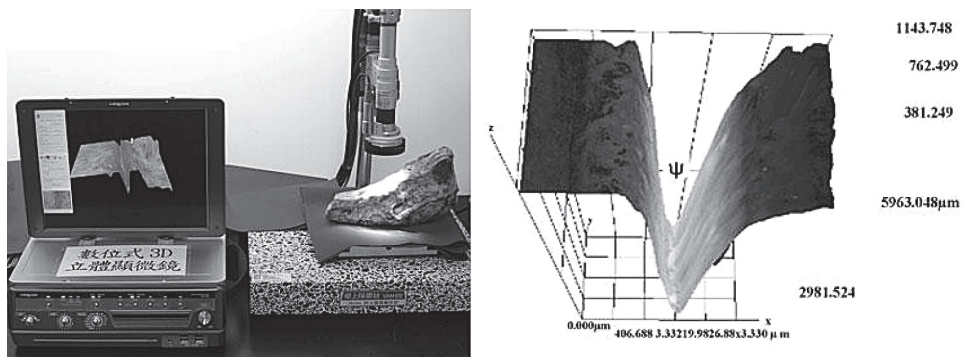 數位式 3D
立體顯微鏡
1143.748
762.499
381.249
z
Ψ
y
5963.048μm
2981.524
0.000μm
x
406.688 3.33219.9826.88x3.330 μ m